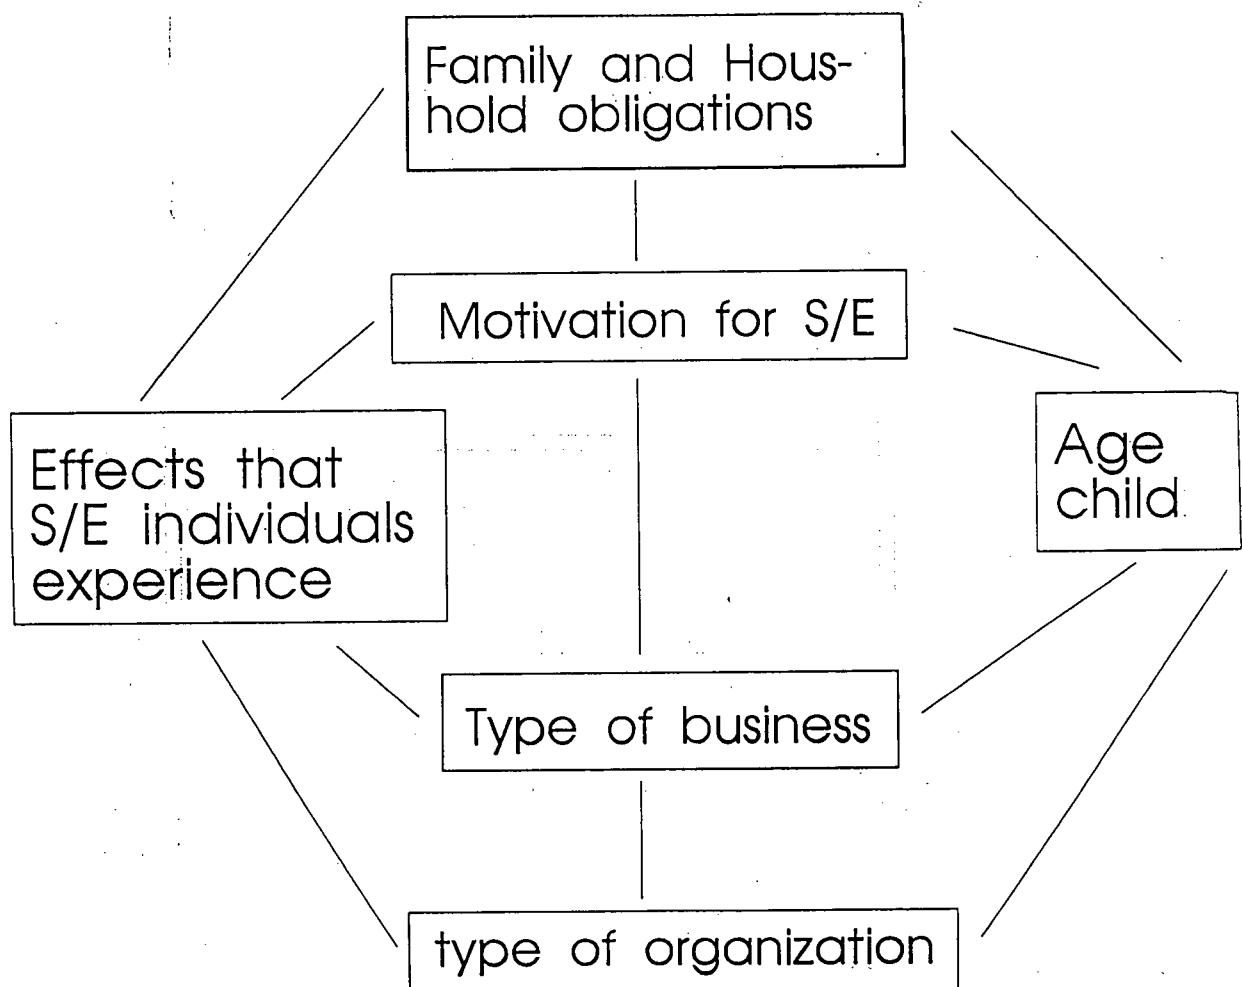 Family and Hous-
hold obligations
Motivation for S/E
Effects that
S/E individuals
experience
Age
child
Type of business
type of organization